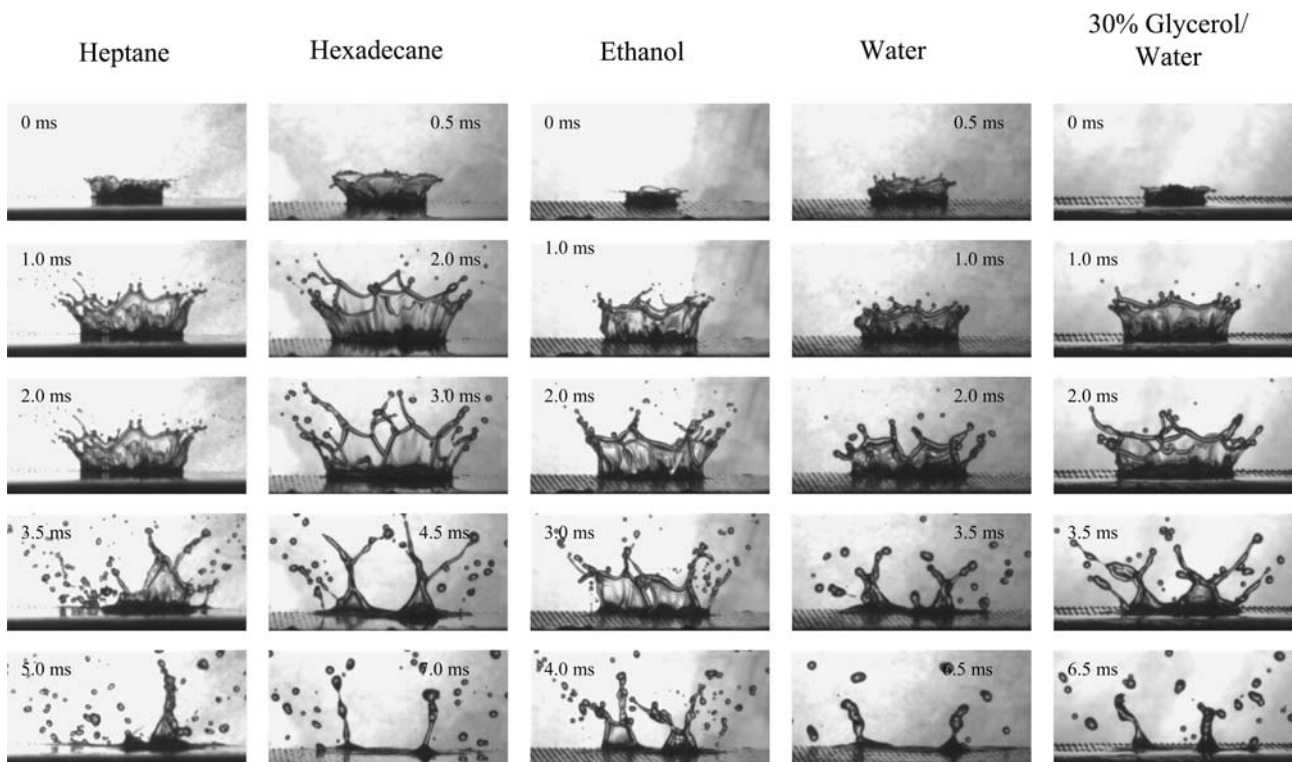 Heptane
Hexadecane
Ethanol
Water
30% Glycerol/
Water
0 ms
0.5 ms
0 ms
0.5 ms
0 ms
1.0 ms
2.0 ms
1.0 ms
1.0 ms
1.0 ms
2.0 ms
3.0 ms
2.0 ms
2.0 ms
2.0 ms
3.5 ms
4.5 ms
3.0 ms
3.5 ms
3.5 ms
5.0 ms
7.0 ms
4.0 ms
6.5 ms
6.5 ms